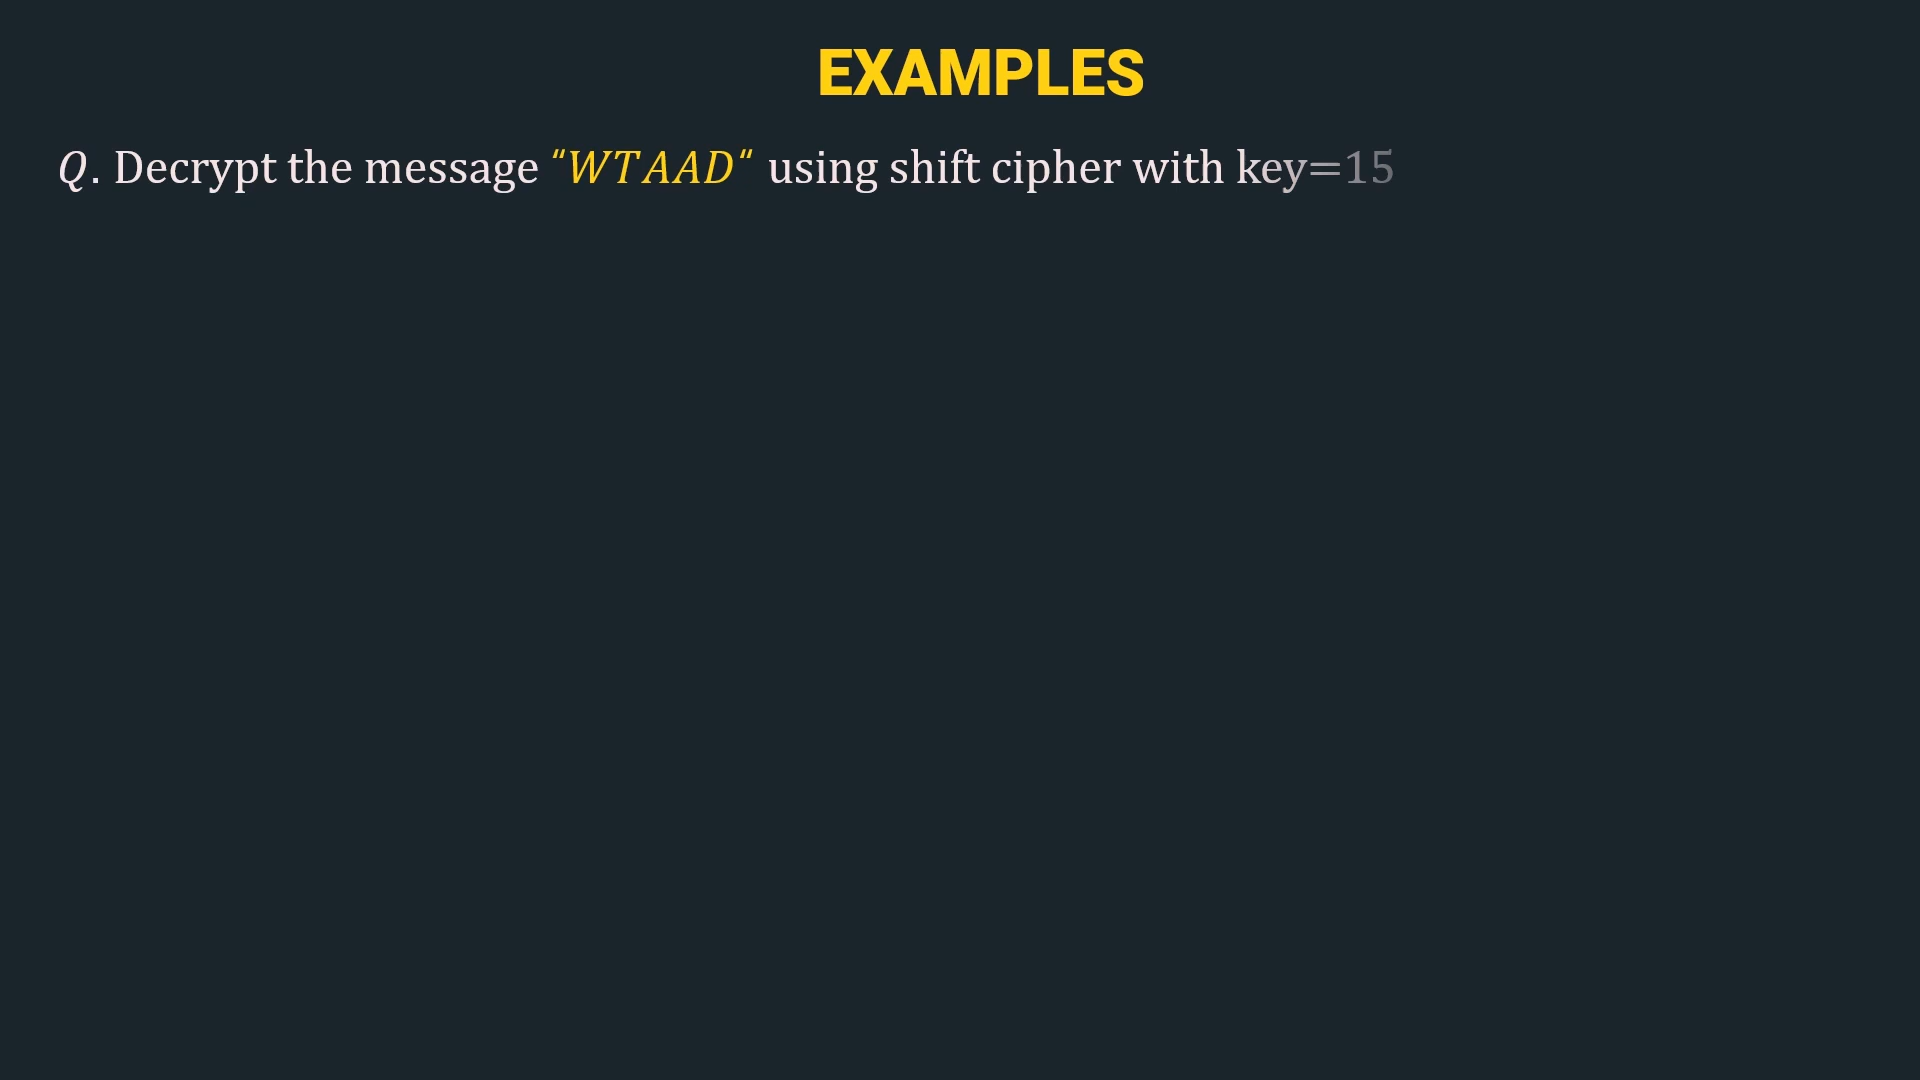 EXAMPLES
Q. Decrypt the message “WTAAD“ using shift cipher with key=15